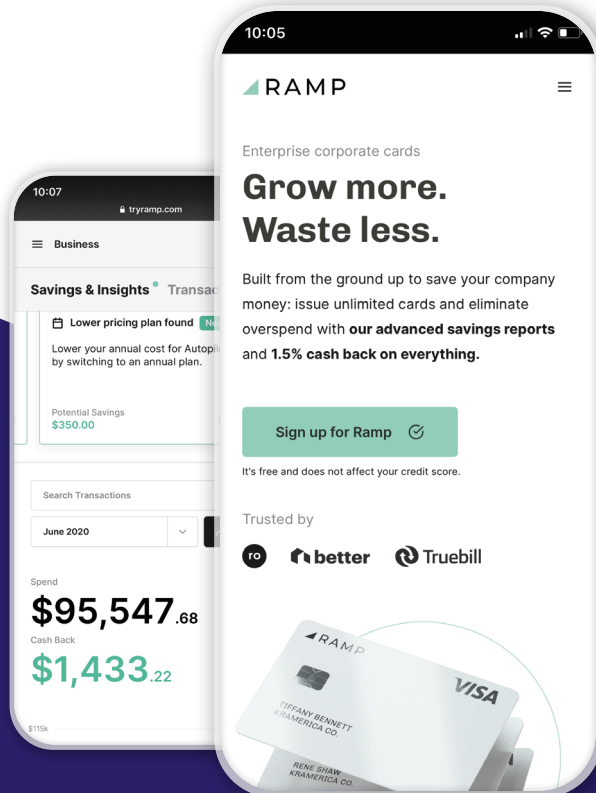 10:05
RAMP
Enterprise corporate cards
Grow more.
Waste less.
Built from the ground up to save your company
money: issue unlimited cards and eliminate
overspend with our advanced savings reports
and 1.5% cash back on everything.
Sign up for Ramp
It's free and does not affect your credit score.
Trusted by
ro better Truebill
RAMP
VISA
TIFFANY BENNETT
KRAMERICA CO.
RENE SHAW
KRAMERICA CO.
10:07
tryramp.com
Business
Savings & Insights
Lower pricing plan found
Lower your annual cost for
by switching to an annual plan.
Potential Savings
$350.00
Search Transactions
June 2020
Spend
$95,547.68
Cash Back
$1,433.22
$115k